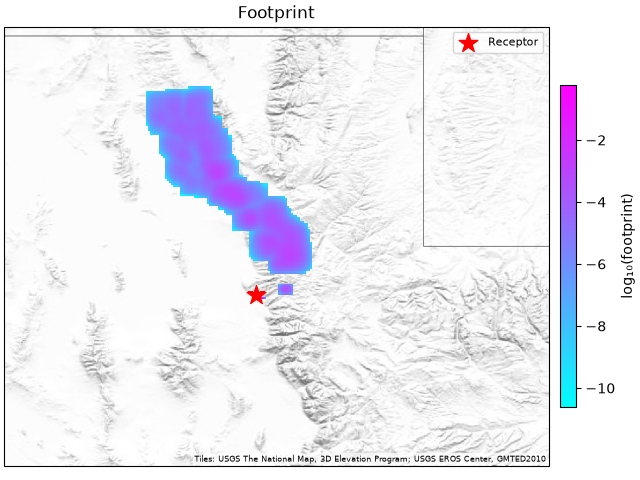 Footprint
Receptor
−2
−4
−6
−8
−10
log₁₀(footprint)
Tiles: USGS The National Map, 3D Elevation Program; USGS EROS Center, GMTED2010